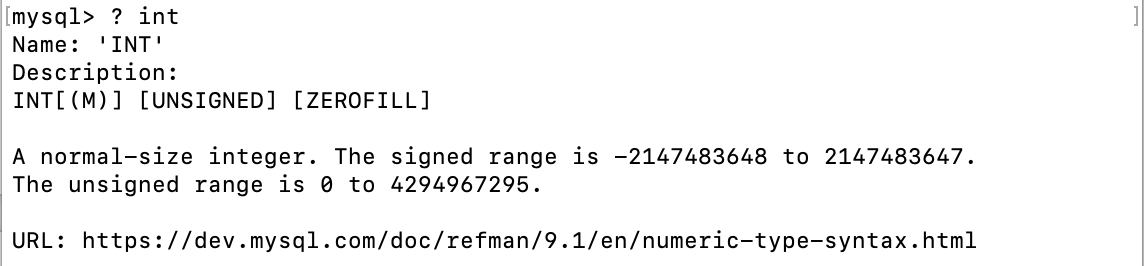 [mysql> ? int ]
Name: 'INT'
Description:
INT[(M)] [UNSIGNED] [ZEROFILL]
A normal-size integer. The signed range is -2147483648 to 2147483647.
The unsigned range is 0 to 4294967295.
URL: https://dev.mysql.com/doc/refman/9.1/en/numeric-type-syntax.html